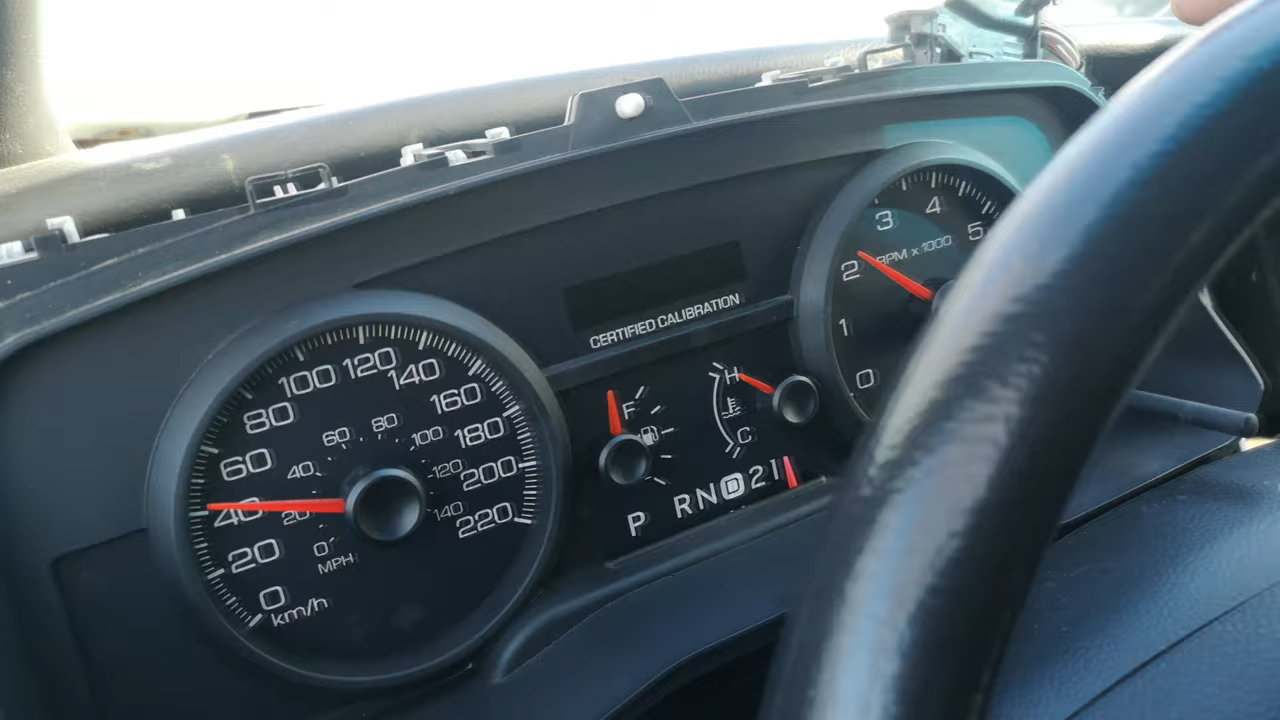 CERTIFIED CALIBRATION
0 20 40 60 80 100 120 140 160 180 200 220
km/h
0 20 40 60 80 100 120 140
MPH
F
H
C
P R N D 2 1
0 1 2 3 4 5
RPM x 1000